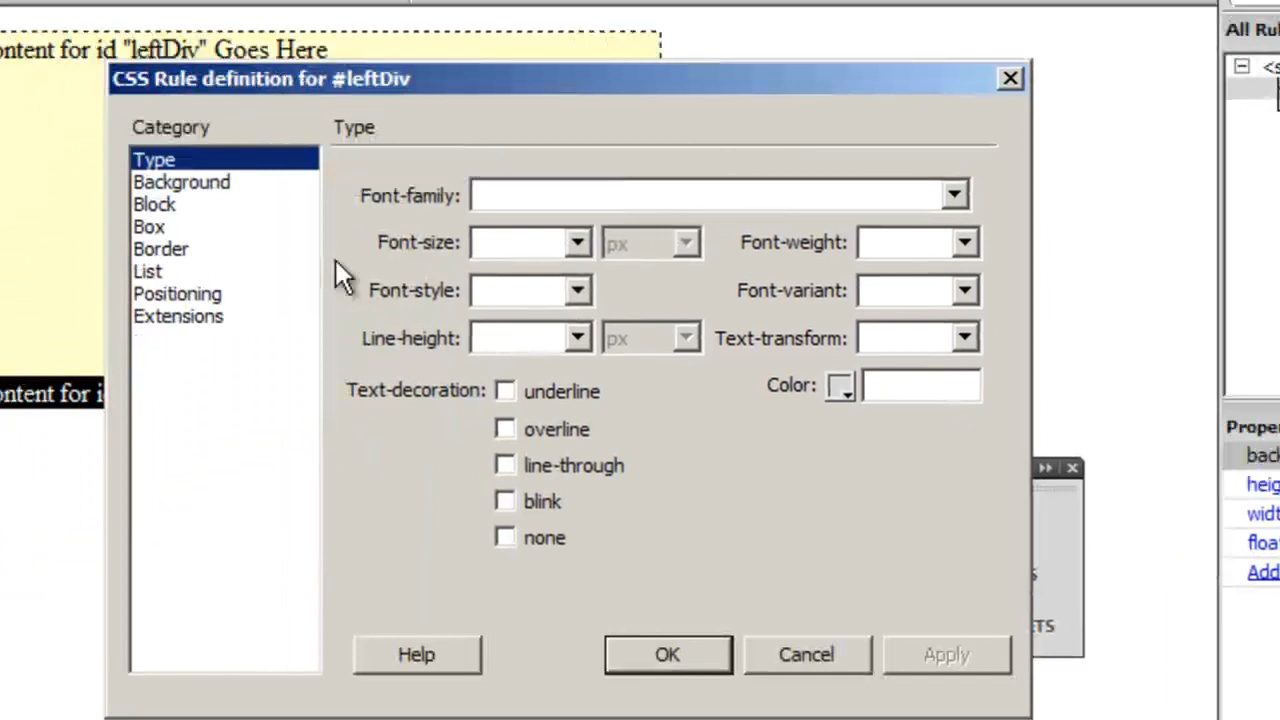 ontent for id "leftDiv" Goes Here
All Rul
<s
CSS Rule definition for #leftDiv
Category
Type
Type
Background
Block
Box
Border
List
Positioning
Extensions
Font-family:
Font-size:
px
Font-weight:
Font-style:
Font-variant:
Line-height:
px
Text-transform:
Text-decoration:
underline
overline
line-through
blink
none
Color:
Help
OK
Cancel
Apply
ontent for i
Proper
back
heig
widt
floa
Add
ETS